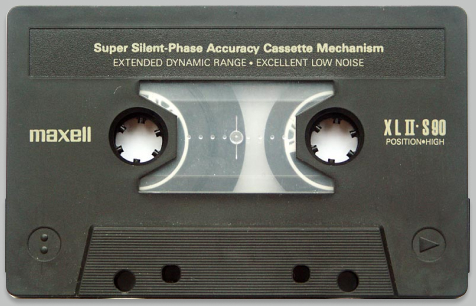 Super Silent-Phase Accuracy Cassette Mechanism
EXTENDED DYNAMIC RANGE • EXCELLENT LOW NOISE
maxell
XLII·S90
POSITION•HIGH